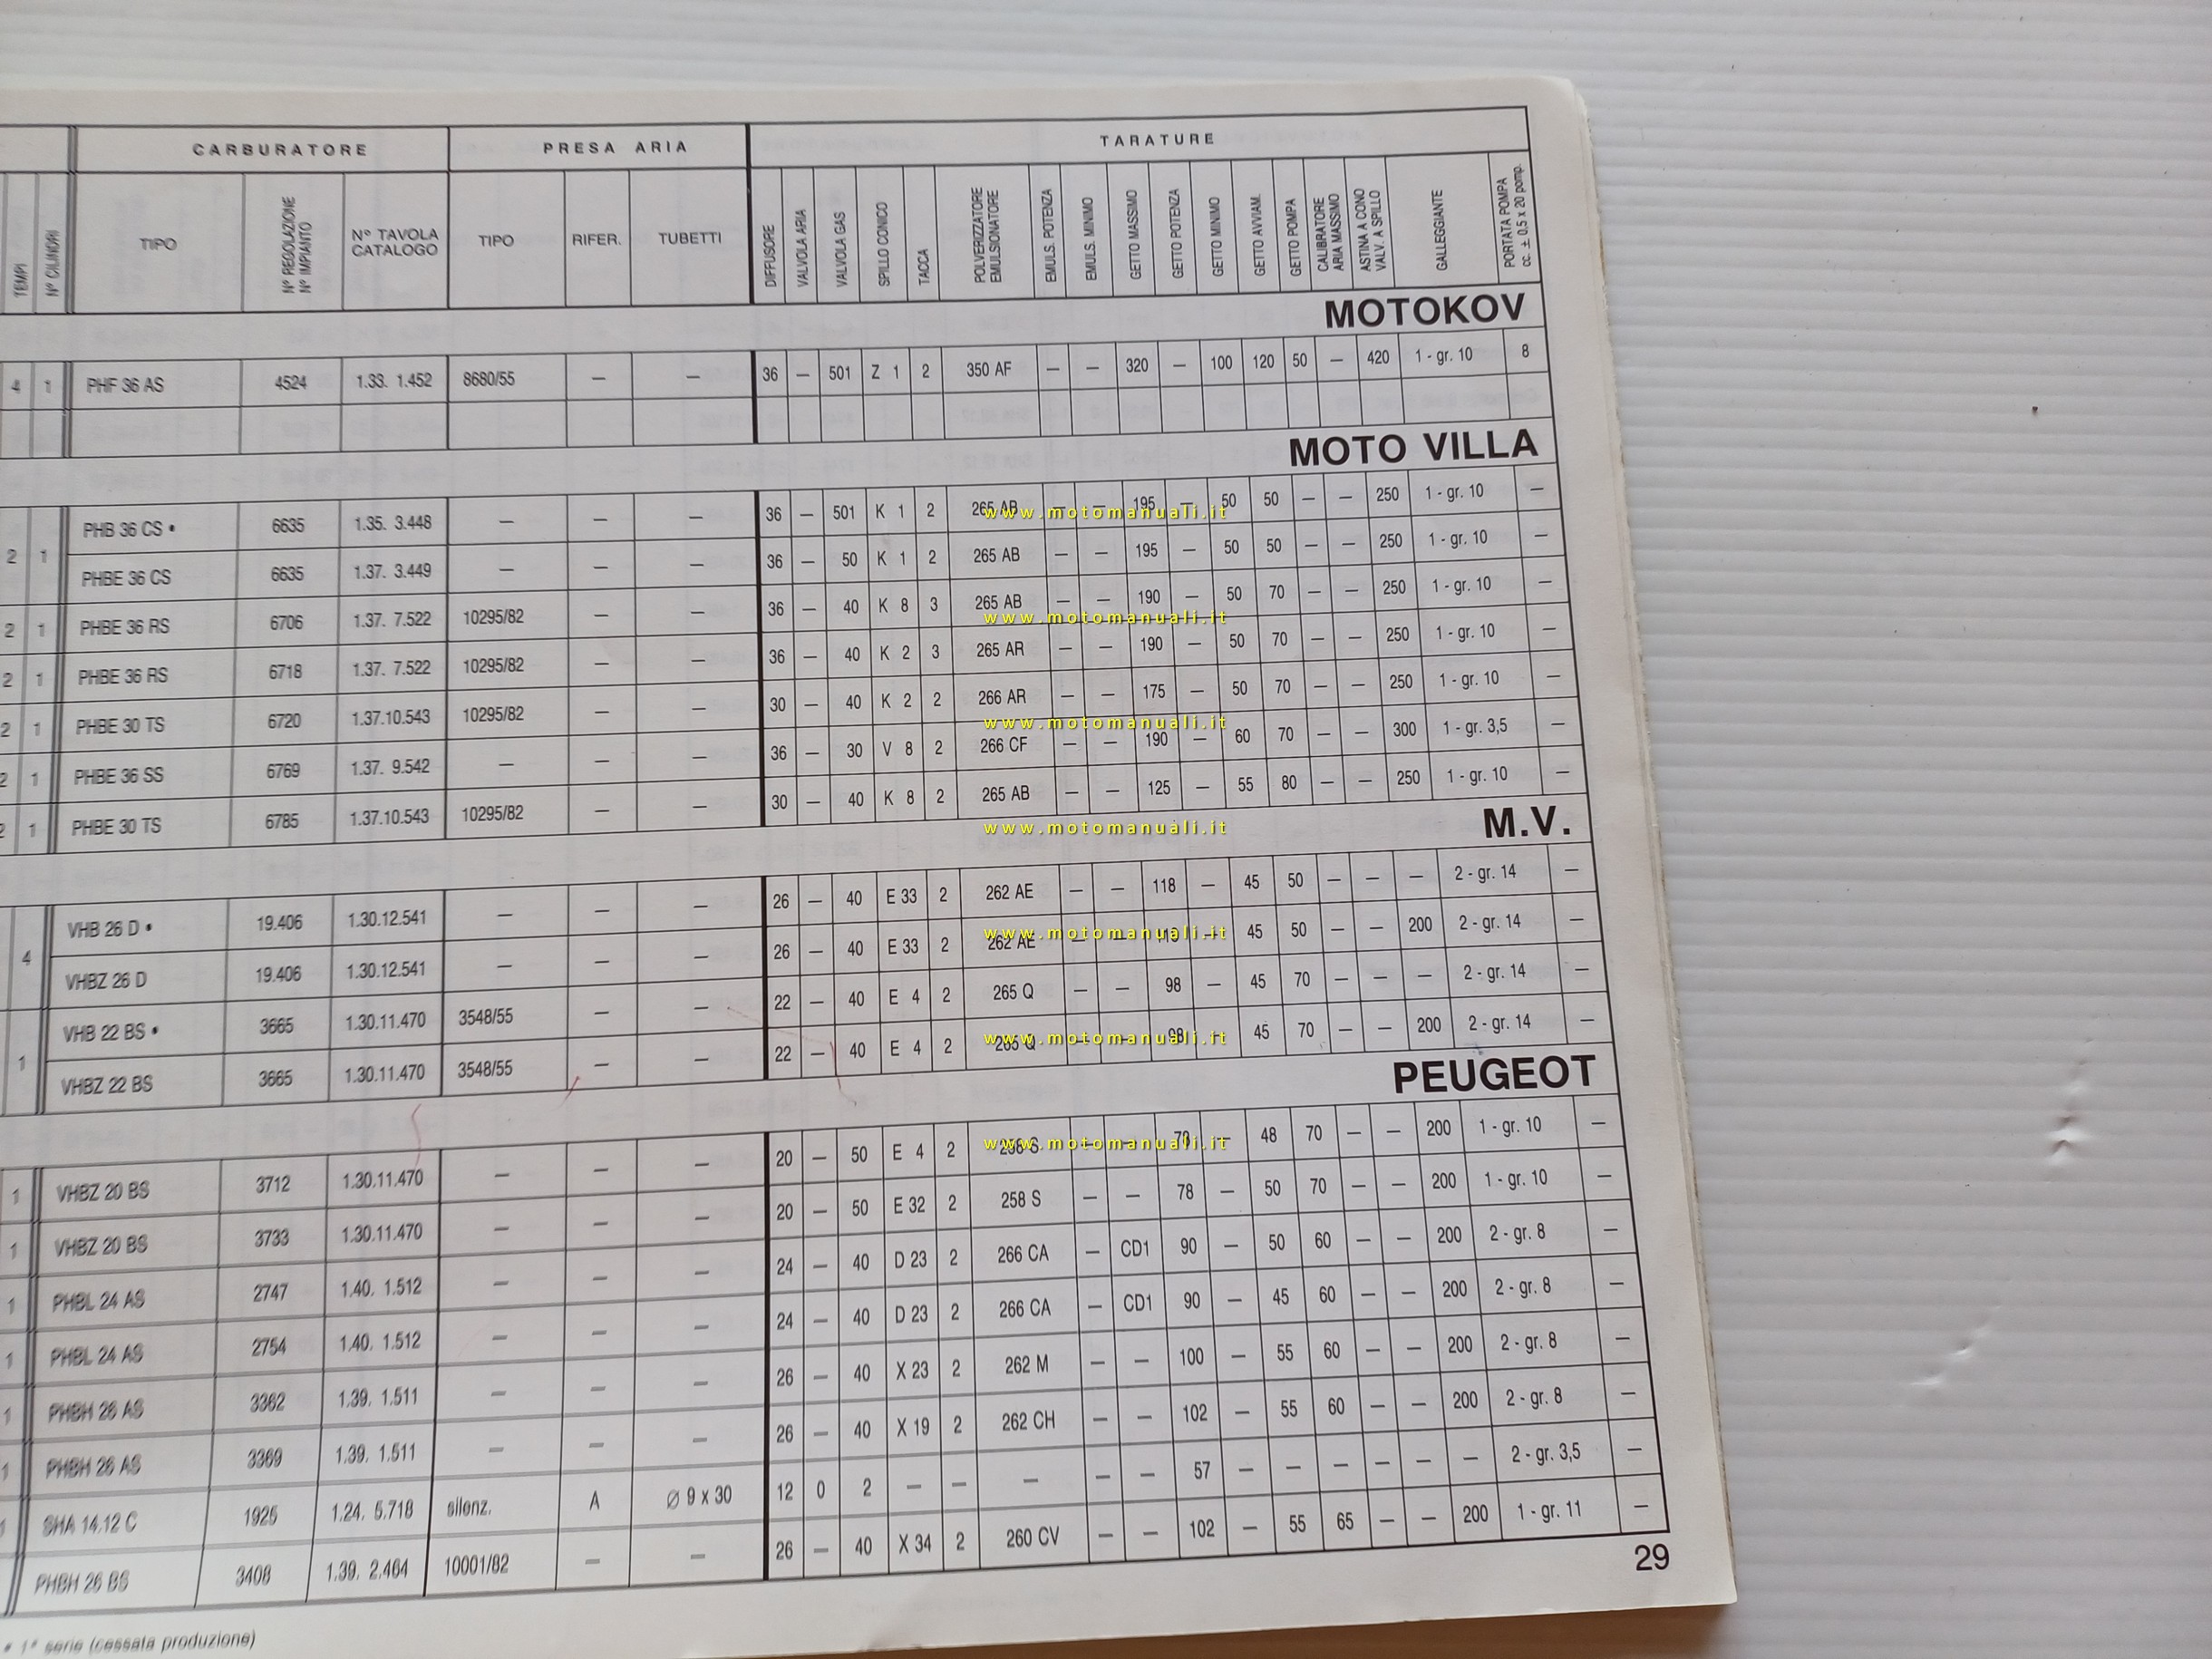 CARBURATORE PRESA ARIA TARATURE
TEMPI Nº CILINDRI TIPO Nº REGOLAZIONE Nº IMPIANTO Nº TAVOLA CATALOGO TIPO RIFER. TUBETTI DIFFUSORE VALVOLA ARIA VALVOLA GAS SPILLO CONICO TACCA POLVERIZZATORE EMULSIONATORE EMULS. POTENZA EMULS. MINIMO GETTO MASSIMO GETTO POTENZA GETTO MINIMO GETTO AVVIAM. GETTO POMPA CALIBRATORE ARIA MASSIMO ASTINA A CONO VALV. A SPILLO GALLEGGIANTE PORTATA POMPA cc. ± 0,5 x 20 pomp.
MOTOKOV
4 1 PHF 36 AS 4524 1.33. 1.452 8680/55 — — 36 — 501 Z 1 2 350 AF — — 320 — 100 120 50 — 420 1 - gr. 10 8
MOTO VILLA
2 1 PHB 36 CS • 6635 1.35. 3.448 — — — 36 — 501 K 1 2 265 AB — — 195 — 50 50 — — 250 1 - gr. 10 —
www.motomanuali.it
PHBE 36 CS 6635 1.37. 3.449 — — — 36 — 50 K 1 2 265 AB — — 195 — 50 50 — — 250 1 - gr. 10 —
2 1 PHBE 36 RS 6706 1.37. 7.522 10295/82 — — 36 — 40 K 8 3 265 AB — — 190 — 50 70 — — 250 1 - gr. 10 —
www.motomanuali.it
2 1 PHBE 36 RS 6718 1.37. 7.522 10295/82 — — 36 — 40 K 2 3 265 AR — — 190 — 50 70 — — 250 1 - gr. 10 —
2 1 PHBE 30 TS 6720 1.37.10.543 10295/82 — — 30 — 40 K 2 2 266 AR — — 175 — 50 70 — — 250 1 - gr. 10 —
www.motomanuali.it
2 1 PHBE 36 SS 6769 1.37. 9.542 — — — 36 — 30 V 8 2 266 CF — — 190 — 60 70 — — 300 1 - gr. 3,5 —
2 1 PHBE 30 TS 6785 1.37.10.543 10295/82 — — 30 — 40 K 8 2 265 AB — — 125 — 55 80 — — 250 1 - gr. 10 —
www.motomanuali.it
M.V.
4 VHB 26 D • 19.406 1.30.12.541 — — — 26 — 40 E 33 2 262 AE — — 118 — 45 50 — — — 2 - gr. 14 —
VHBZ 26 D 19.406 1.30.12.541 — — — 26 — 40 E 33 2 262 AE — — — 45 50 — — 200 2 - gr. 14 —
www.motomanuali.it
1 VHB 22 BS • 3665 1.30.11.470 3548/55 — — 22 — 40 E 4 2 265 Q — — 98 — 45 70 — — — 2 - gr. 14 —
VHBZ 22 BS 3665 1.30.11.470 3548/55 — — 22 — 40 E 4 2 265 Q — — 98 — 45 70 — — 200 2 - gr. 14 —
www.motomanuali.it
PEUGEOT
1 VHBZ 20 BS 3712 1.30.11.470 — — — 20 — 50 E 4 2 — — — 48 70 — — 200 1 - gr. 10 —
www.motomanuali.it
1 VHBZ 20 BS 3733 1.30.11.470 — — — 20 — 50 E 32 2 258 S — — 78 — 50 70 — — 200 1 - gr. 10 —
1 PHBL 24 AS 2747 1.40. 1.512 — — — 24 — 40 D 23 2 266 CA — CD1 90 — 50 60 — — 200 2 - gr. 8 —
1 PHBL 24 AS 2754 1.40. 1.512 — — — 24 — 40 D 23 2 266 CA — CD1 90 — 45 60 — — 200 2 - gr. 8 —
1 PHBH 26 AS 3362 1.39. 1.511 — — — 26 — 40 X 23 2 262 M — — 100 — 55 60 — — 200 2 - gr. 8 —
1 PHBH 26 AS 3369 1.39. 1.511 — — — 26 — 40 X 19 2 262 CH — — 102 — 55 60 — — 200 2 - gr. 8 —
1 SHA 14.12 C 1925 1.24. 5.718 silenz. A Ø 9 x 30 12 0 2 — — — — — 57 — — — — — — 2 - gr. 3,5 —
PHBH 26 BS 3408 1.39. 2.464 10001/82 — — 26 — 40 X 34 2 260 CV — — 102 — 55 65 — — 200 1 - gr. 11 —
29
• 1ª serie (cessata produzione)